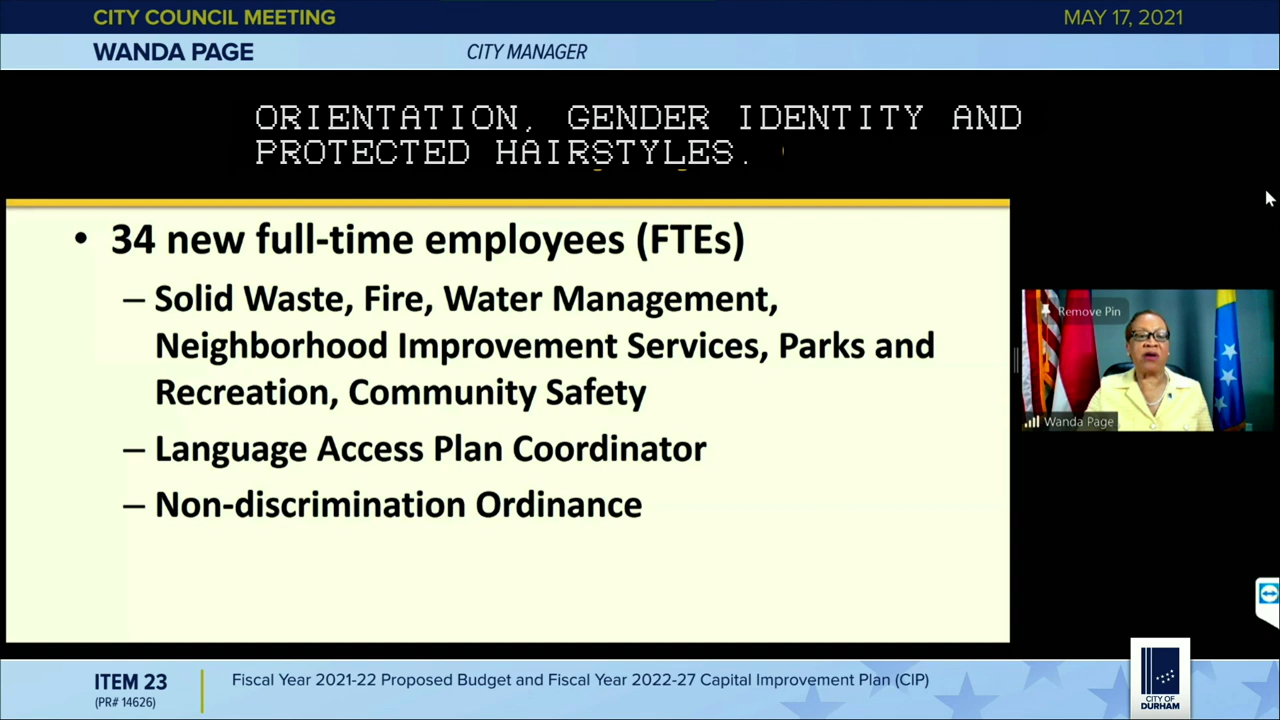 CITY COUNCIL MEETING
MAY 17, 2021
WANDA PAGE
CITY MANAGER
ORIENTATION, GENDER IDENTITY AND
PROTECTED HAIRSTYLES.
• 34 new full-time employees (FTEs)
– Solid Waste, Fire, Water Management,
Neighborhood Improvement Services, Parks and
Recreation, Community Safety
– Language Access Plan Coordinator
– Non-discrimination Ordinance
Remove Pin
Wanda Page
ITEM 23
(PR# 14626)
Fiscal Year 2021-22 Proposed Budget and Fiscal Year 2022-27 Capital Improvement Plan (CIP)
CITY OF
DURHAM